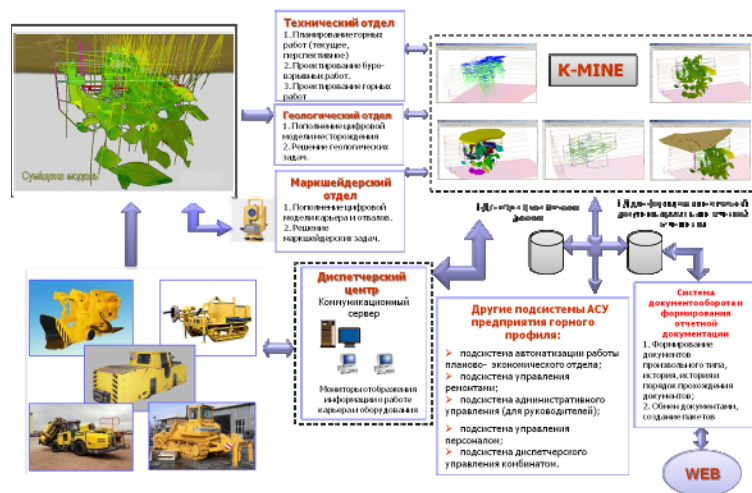 Технический отдел
1. Планирование горных
работ (текущее,
перспективное)
2. Проектирование буро-
варывных работ.
3. Проектирование горных
работ
Геологический отдел
1. Пополнение цифровой
модели месторождения
2. Решение геологических
задач.
Маркшейдерский
отдел
1. Пополнение цифровой
модели карьера и отвалов.
2. Решение
маркшейдерских задач.
K-MINE
Суміщена модель
Диспетчерский
центр
Коммуникационный
сервер
Мониторы отображения
информации о работе
карьера и оборудования
Другие подсистемы АСУ
предприятия горного
профиля:
подсистема автоматизации работы
планово- экономического отдела;
подсистема управления
ремонтами;
подсистема административного
управления (для руководителей);
подсистема управления
персоналом;
подсистема диспетчерского
управления комбинатом.
Система
документооборота и
формирования
отчетной
документации
1. Формирование
документов
произвольного типа,
история, история и
порядок прохождения
документов;
2. Обмен документами,
создание пакетов
WEB